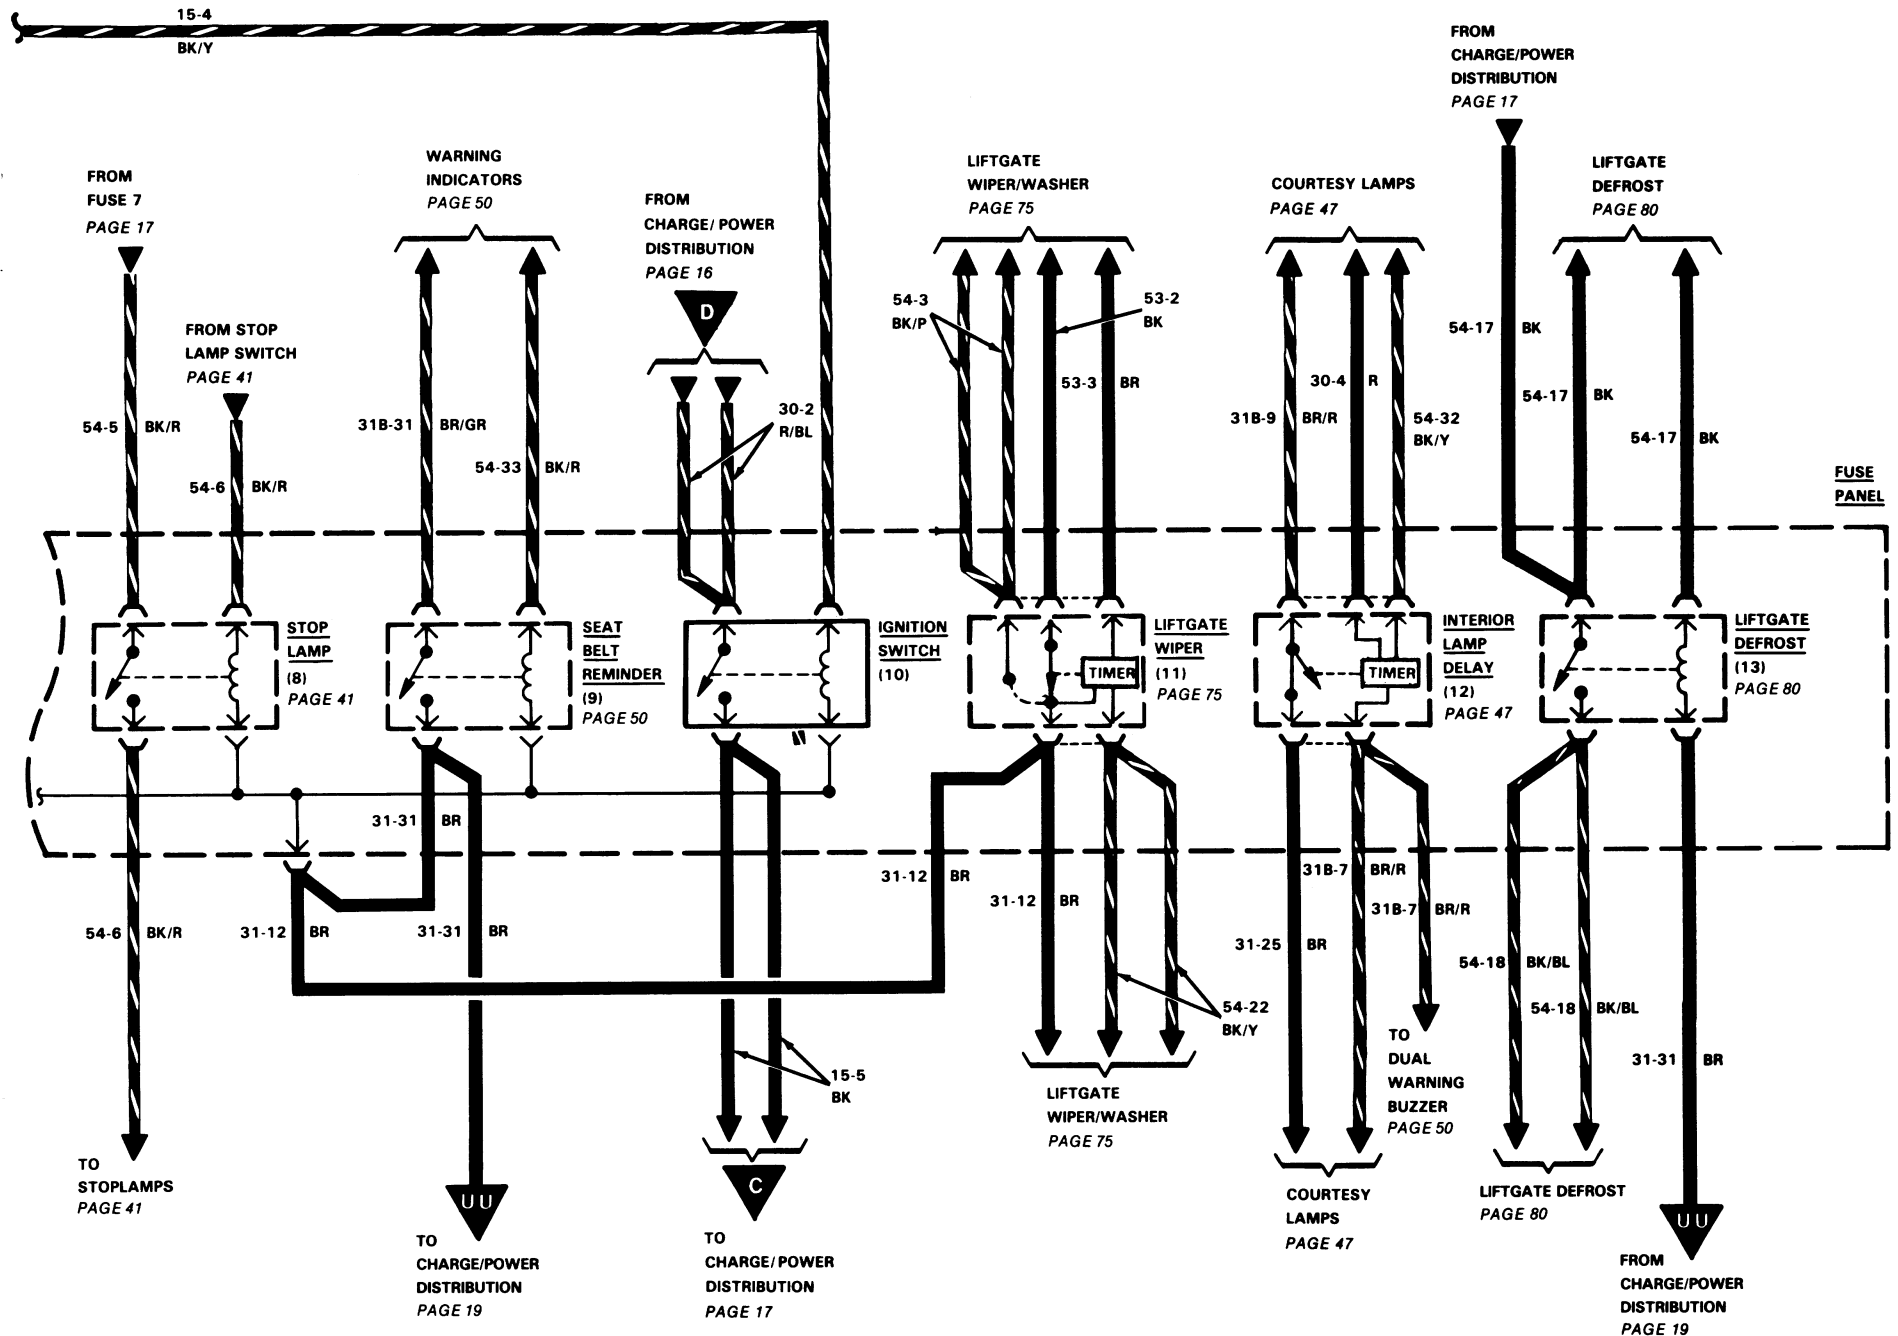 15-4
BK/Y
FROM
CHARGE/POWER
DISTRIBUTION
PAGE 17
FROM
FUSE 7
PAGE 17
WARNING
INDICATORS
PAGE 50
FROM
CHARGE/ POWER
DISTRIBUTION
PAGE 16
D
LIFTGATE
WIPER/WASHER
PAGE 75
COURTESY LAMPS
PAGE 47
LIFTGATE
DEFROST
PAGE 80
FROM STOP
LAMP SWITCH
PAGE 41
54-5 BK/R
54-6 BK/R
31B-31 BR/GR
54-33 BK/R
30-2
R/BL
54-3
BK/P
53-2
BK
53-3 BR
31B-9 BR/R
30-4 R
54-32
BK/Y
54-17 BK
54-17 BK
54-17 BK
FUSE
PANEL
STOP
LAMP
(8)
PAGE 41
SEAT
BELT
REMINDER
(9)
PAGE 50
IGNITION
SWITCH
(10)
TIMER
LIFTGATE
WIPER
(11)
PAGE 75
TIMER
INTERIOR
LAMP
DELAY
(12)
PAGE 47
LIFTGATE
DEFROST
(13)
PAGE 80
31-31 BR
54-6 BK/R
31-12 BR
31-31 BR
31-12 BR
31-12 BR
31B-7 BR/R
31B-7 BR/R
31-25 BR
54-18 BK/BL
54-18 BK/BL
54-22
BK/Y
15-5
BK
31-31 BR
TO
STOPLAMPS
PAGE 41
UU
TO
CHARGE/POWER
DISTRIBUTION
PAGE 19
C
TO
CHARGE/POWER
DISTRIBUTION
PAGE 17
LIFTGATE
WIPER/WASHER
PAGE 75
TO
DUAL
WARNING
BUZZER
PAGE 50
COURTESY
LAMPS
PAGE 47
LIFTGATE DEFROST
PAGE 80
UU
FROM
CHARGE/POWER
DISTRIBUTION
PAGE 19